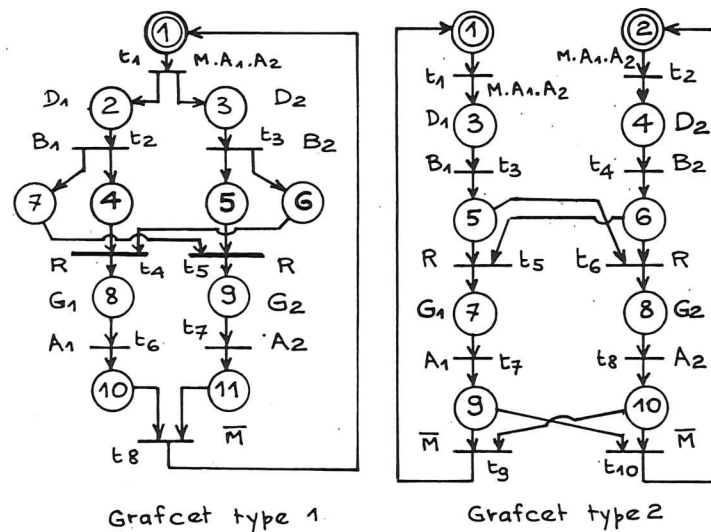 1
t1 M.A1.A2
D1 2 3 D2
B1 t2 t3 B2
7 4 5 6
R t4 t5 R
G1 8 9 G2
A1 t6 t7 A2
10 11
t8 M̅
Grafcet type 1
1 2
t1 M.A1.A2 M.A1.A2 t2
D1 3 4 D2
B1 t3 t4 B2
5 6
R t5 t6 R
G1 7 8 G2
A1 t7 t8 A2
9 10
M̅ t9 t10 M̅
Grafcet type 2